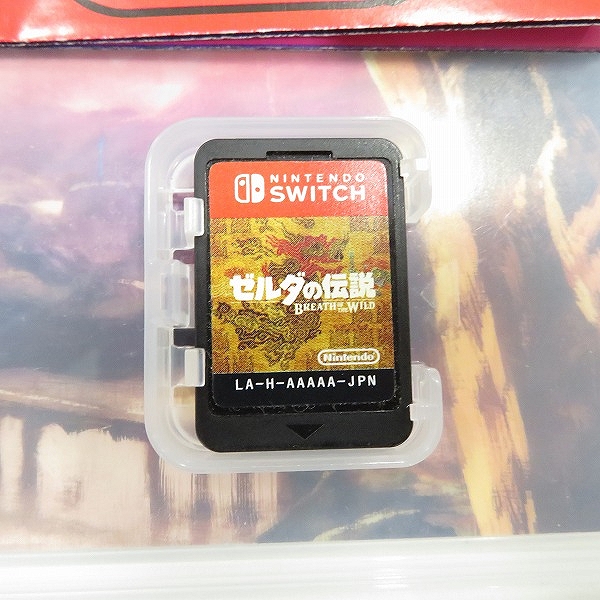 NINTENDO
SWITCH
ゼルダの伝説
BREATH OF THE WILD
Nintendo
LA-H-AAAAA-JPN